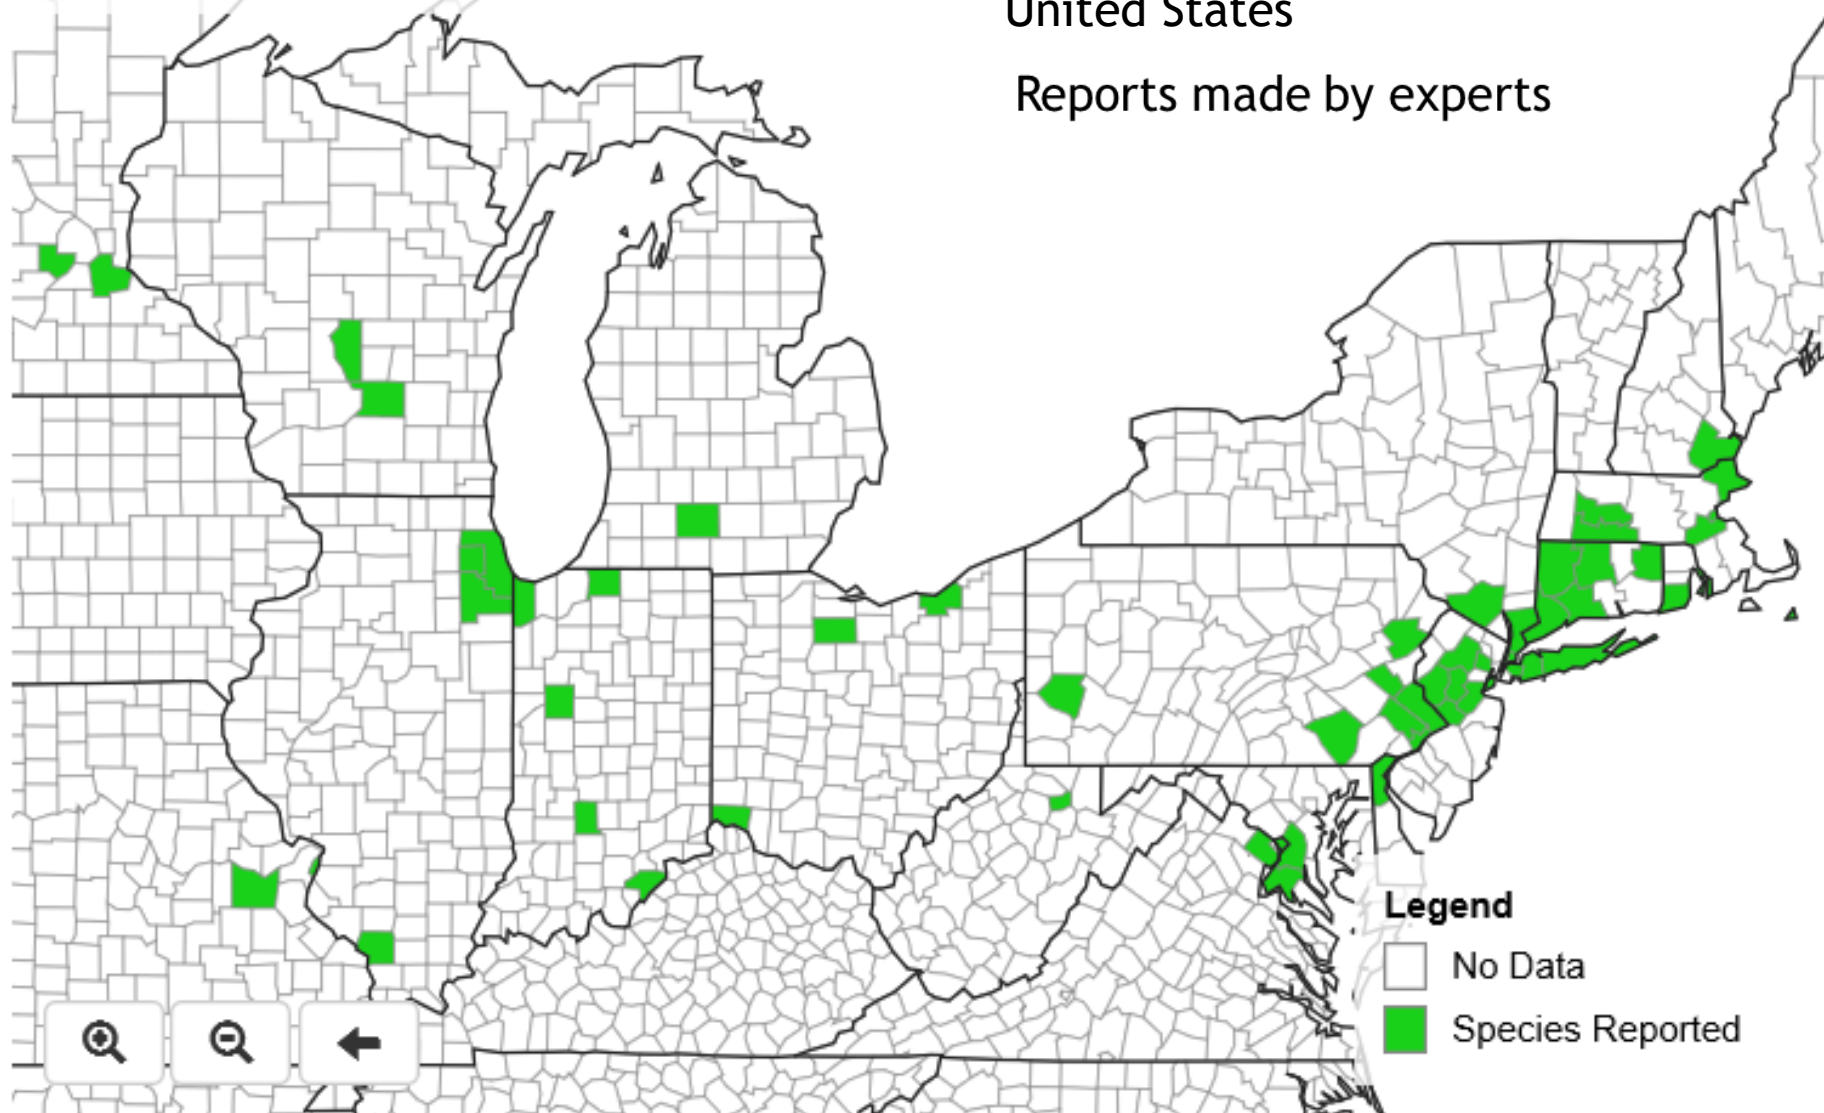 United States
Reports made by experts
Legend
No Data
Species Reported